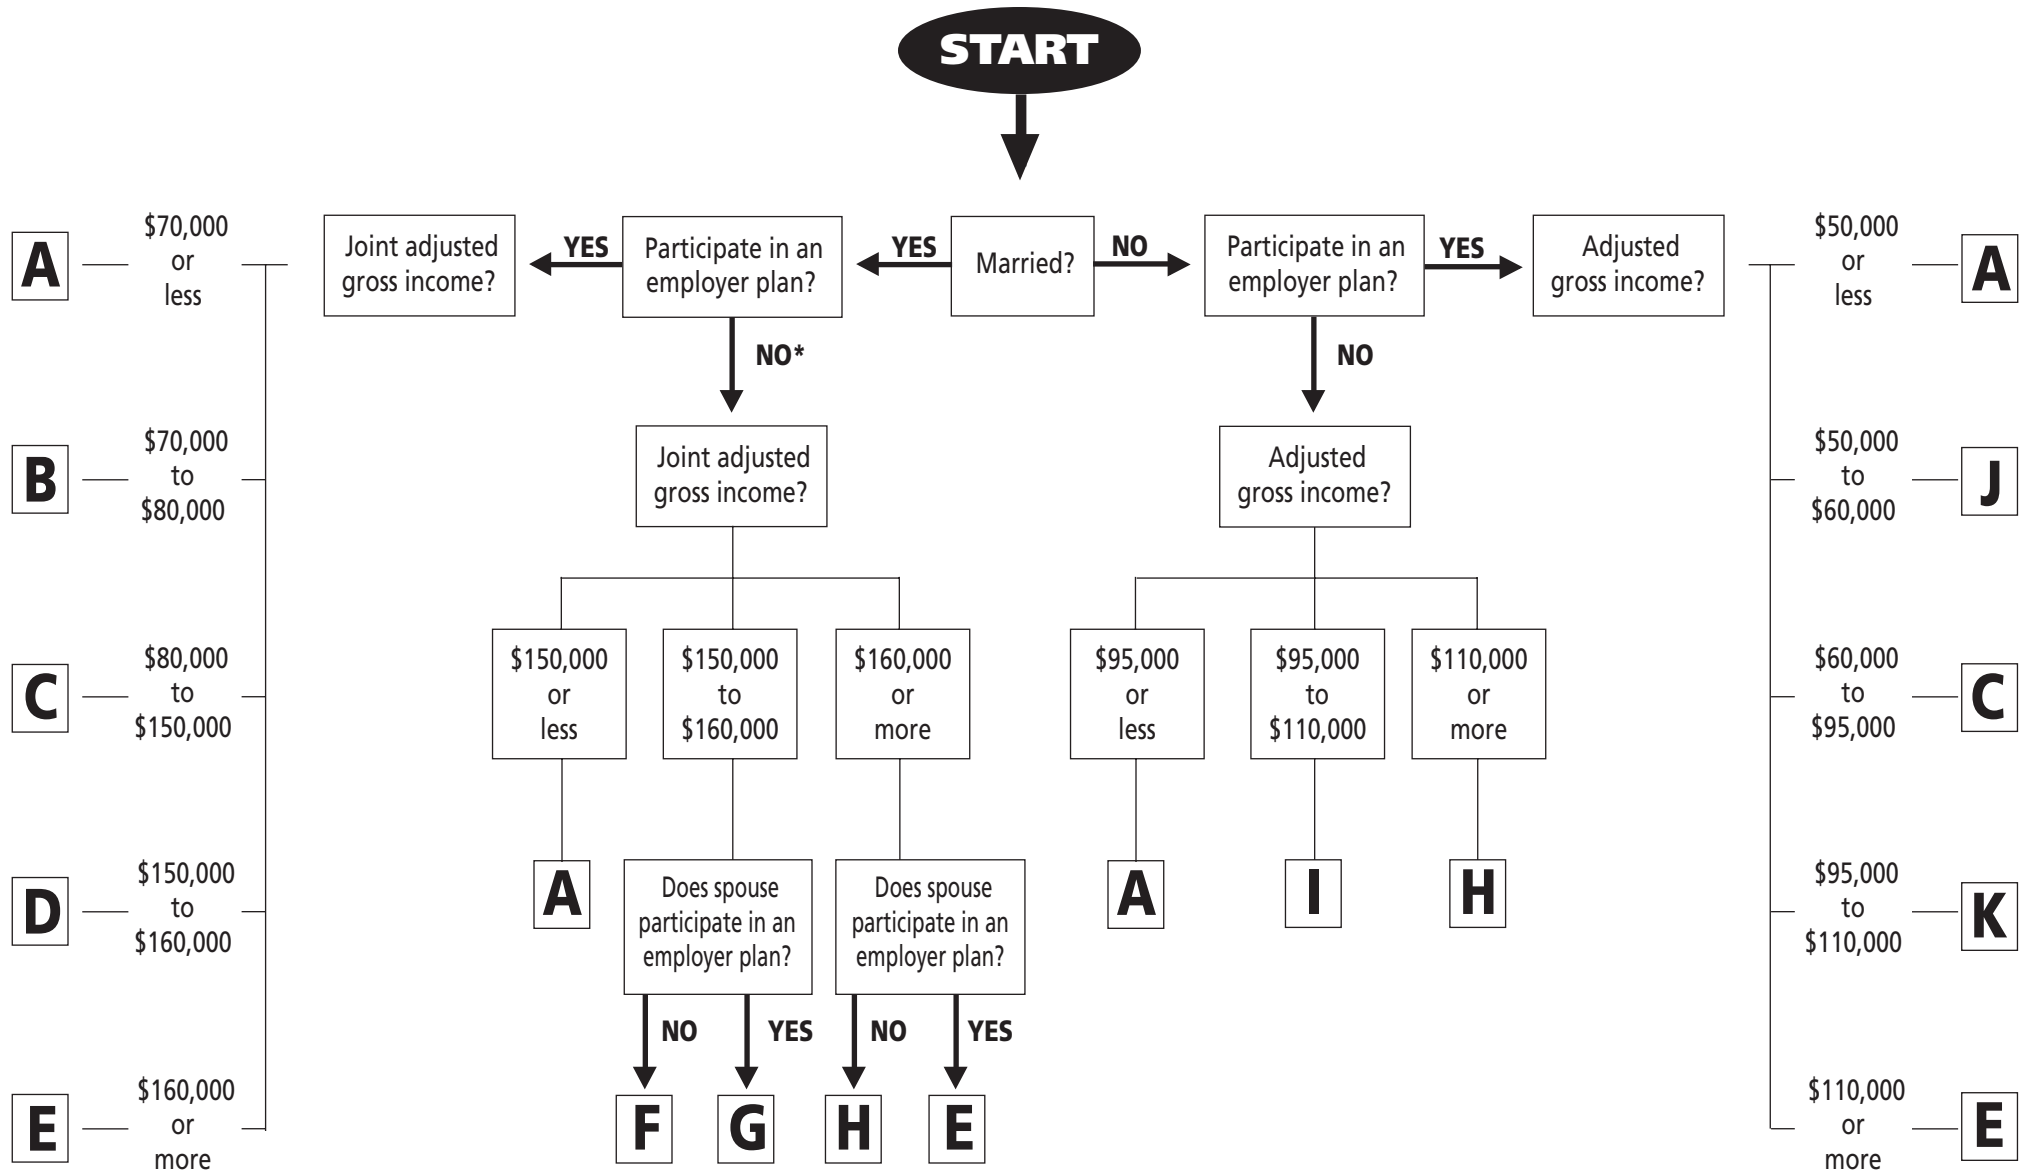 START
A
$70,000
or
less
Joint adjusted
gross income?
YES
Participate in an
employer plan?
YES
Married?
NO
Participate in an
employer plan?
YES
Adjusted
gross income?
$50,000
or
less
A
NO*
NO
B
$70,000
to
$80,000
Joint adjusted
gross income?
Adjusted
gross income?
$50,000
to
$60,000
J
C
$80,000
to
$150,000
$150,000
or
less
$150,000
to
$160,000
$160,000
or
more
$95,000
or
less
$95,000
to
$110,000
$110,000
or
more
$60,000
to
$95,000
C
D
$150,000
to
$160,000
A
Does spouse
participate in an
employer plan?
Does spouse
participate in an
employer plan?
A
I
H
$95,000
to
$110,000
K
NO
YES
NO
YES
E
$160,000
or
more
F
G
H
E
$110,000
or
more
E